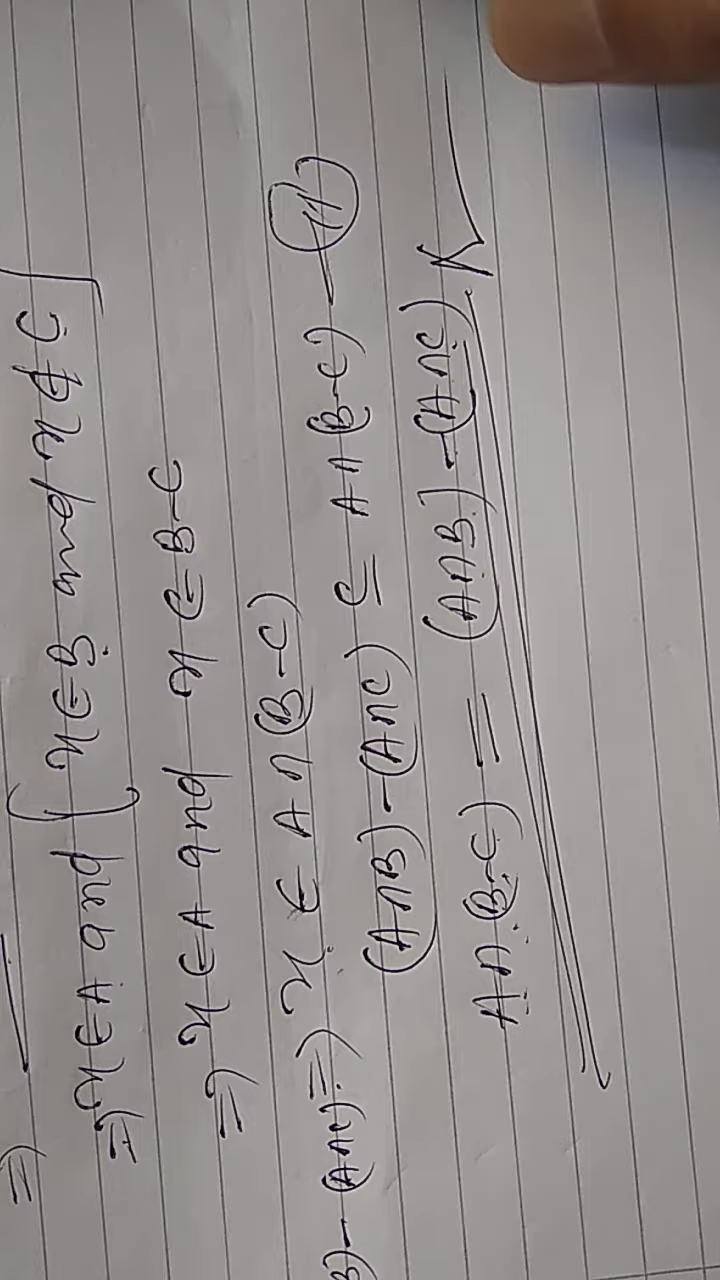 ⇒ x∈A and {x∈B and x∉C}
⇒ x∈A and x∈B-C
⇒ x ∈ A∩(B-C)
B)-(A∩C)
(A∩B)-(A∩C) ⊆ A∩(B-C) — (ii)
A∩(B-C) = (A∩B)-(A∩C).